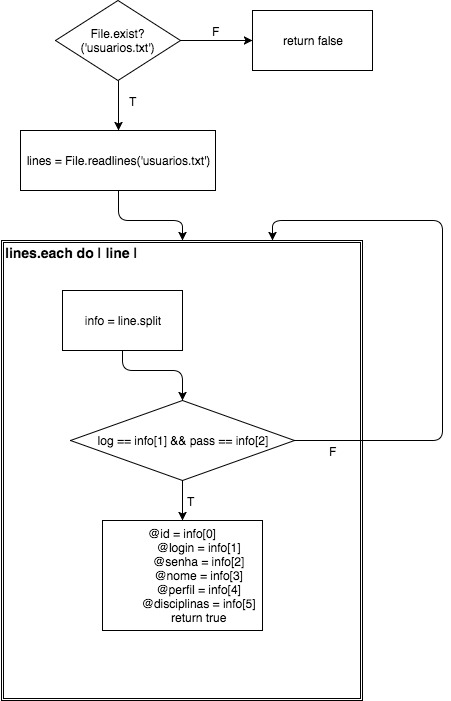 File.exist?
('usuarios.txt')
F
return false
T
lines = File.readlines('usuarios.txt')
lines.each do | line |
info = line.split
log == info[1] && pass == info[2]
F
T
@id = info[0]
@login = info[1]
@senha = info[2]
@nome = info[3]
@perfil = info[4]
@disciplinas = info[5]
return true